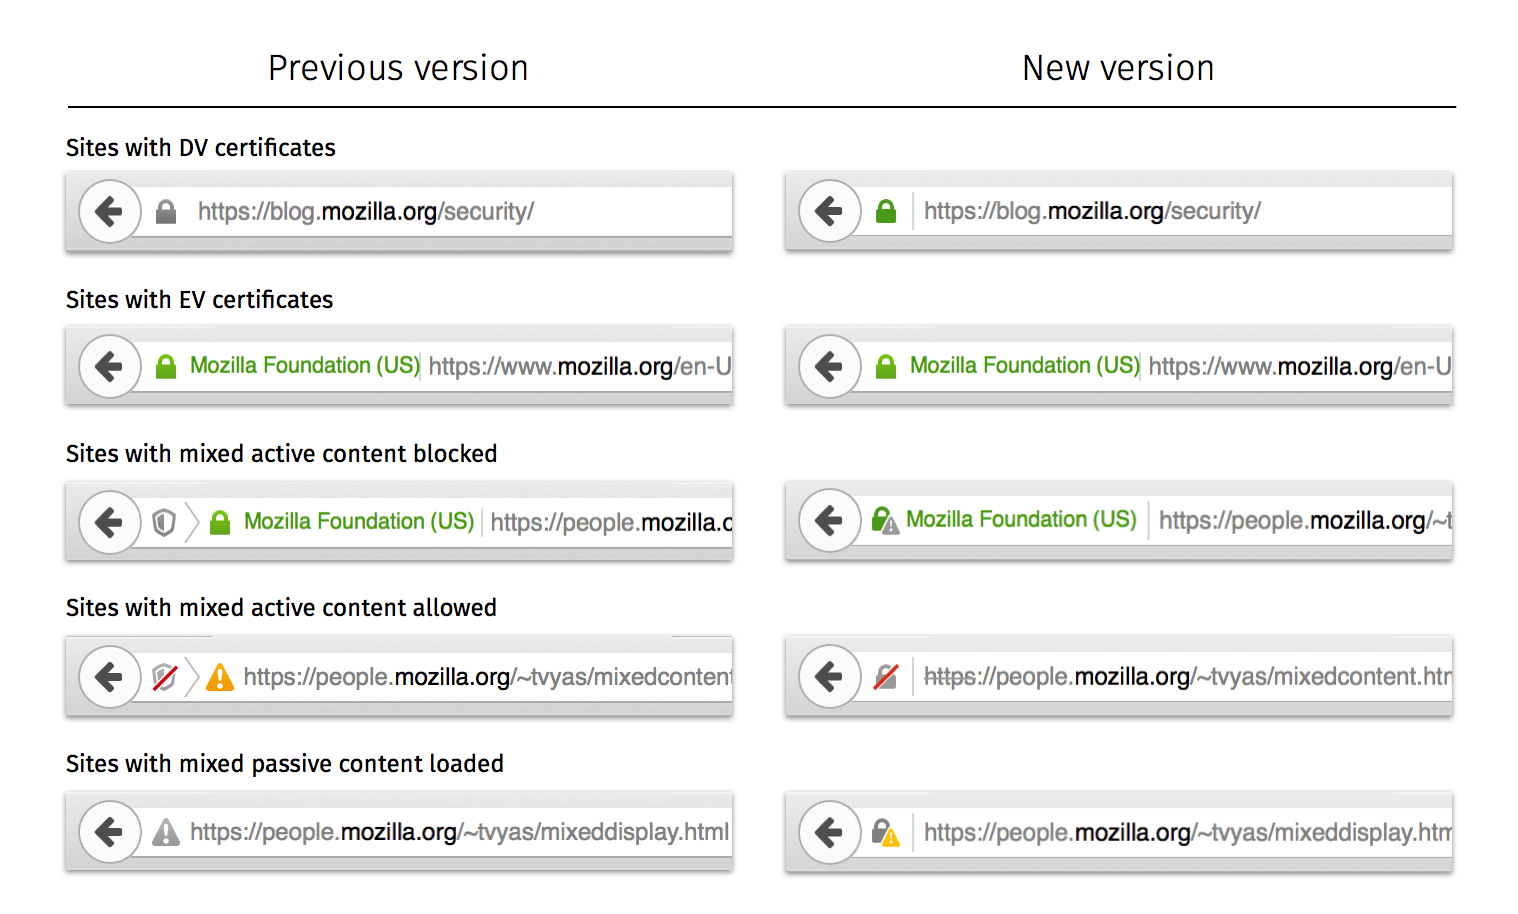 Previous version
New version
Sites with DV certificates
https://blog.mozilla.org/security/
https://blog.mozilla.org/security/
Sites with EV certificates
Mozilla Foundation (US) https://www.mozilla.org/en-U
Mozilla Foundation (US) https://www.mozilla.org/en-U
Sites with mixed active content blocked
Mozilla Foundation (US) https://people.mozilla.o
Mozilla Foundation (US) https://people.mozilla.org/~t
Sites with mixed active content allowed
https://people.mozilla.org/~tvyas/mixedcontent
https://people.mozilla.org/~tvyas/mixedcontent.htm
Sites with mixed passive content loaded
https://people.mozilla.org/~tvyas/mixeddisplay.html
https://people.mozilla.org/~tvyas/mixeddisplay.htm